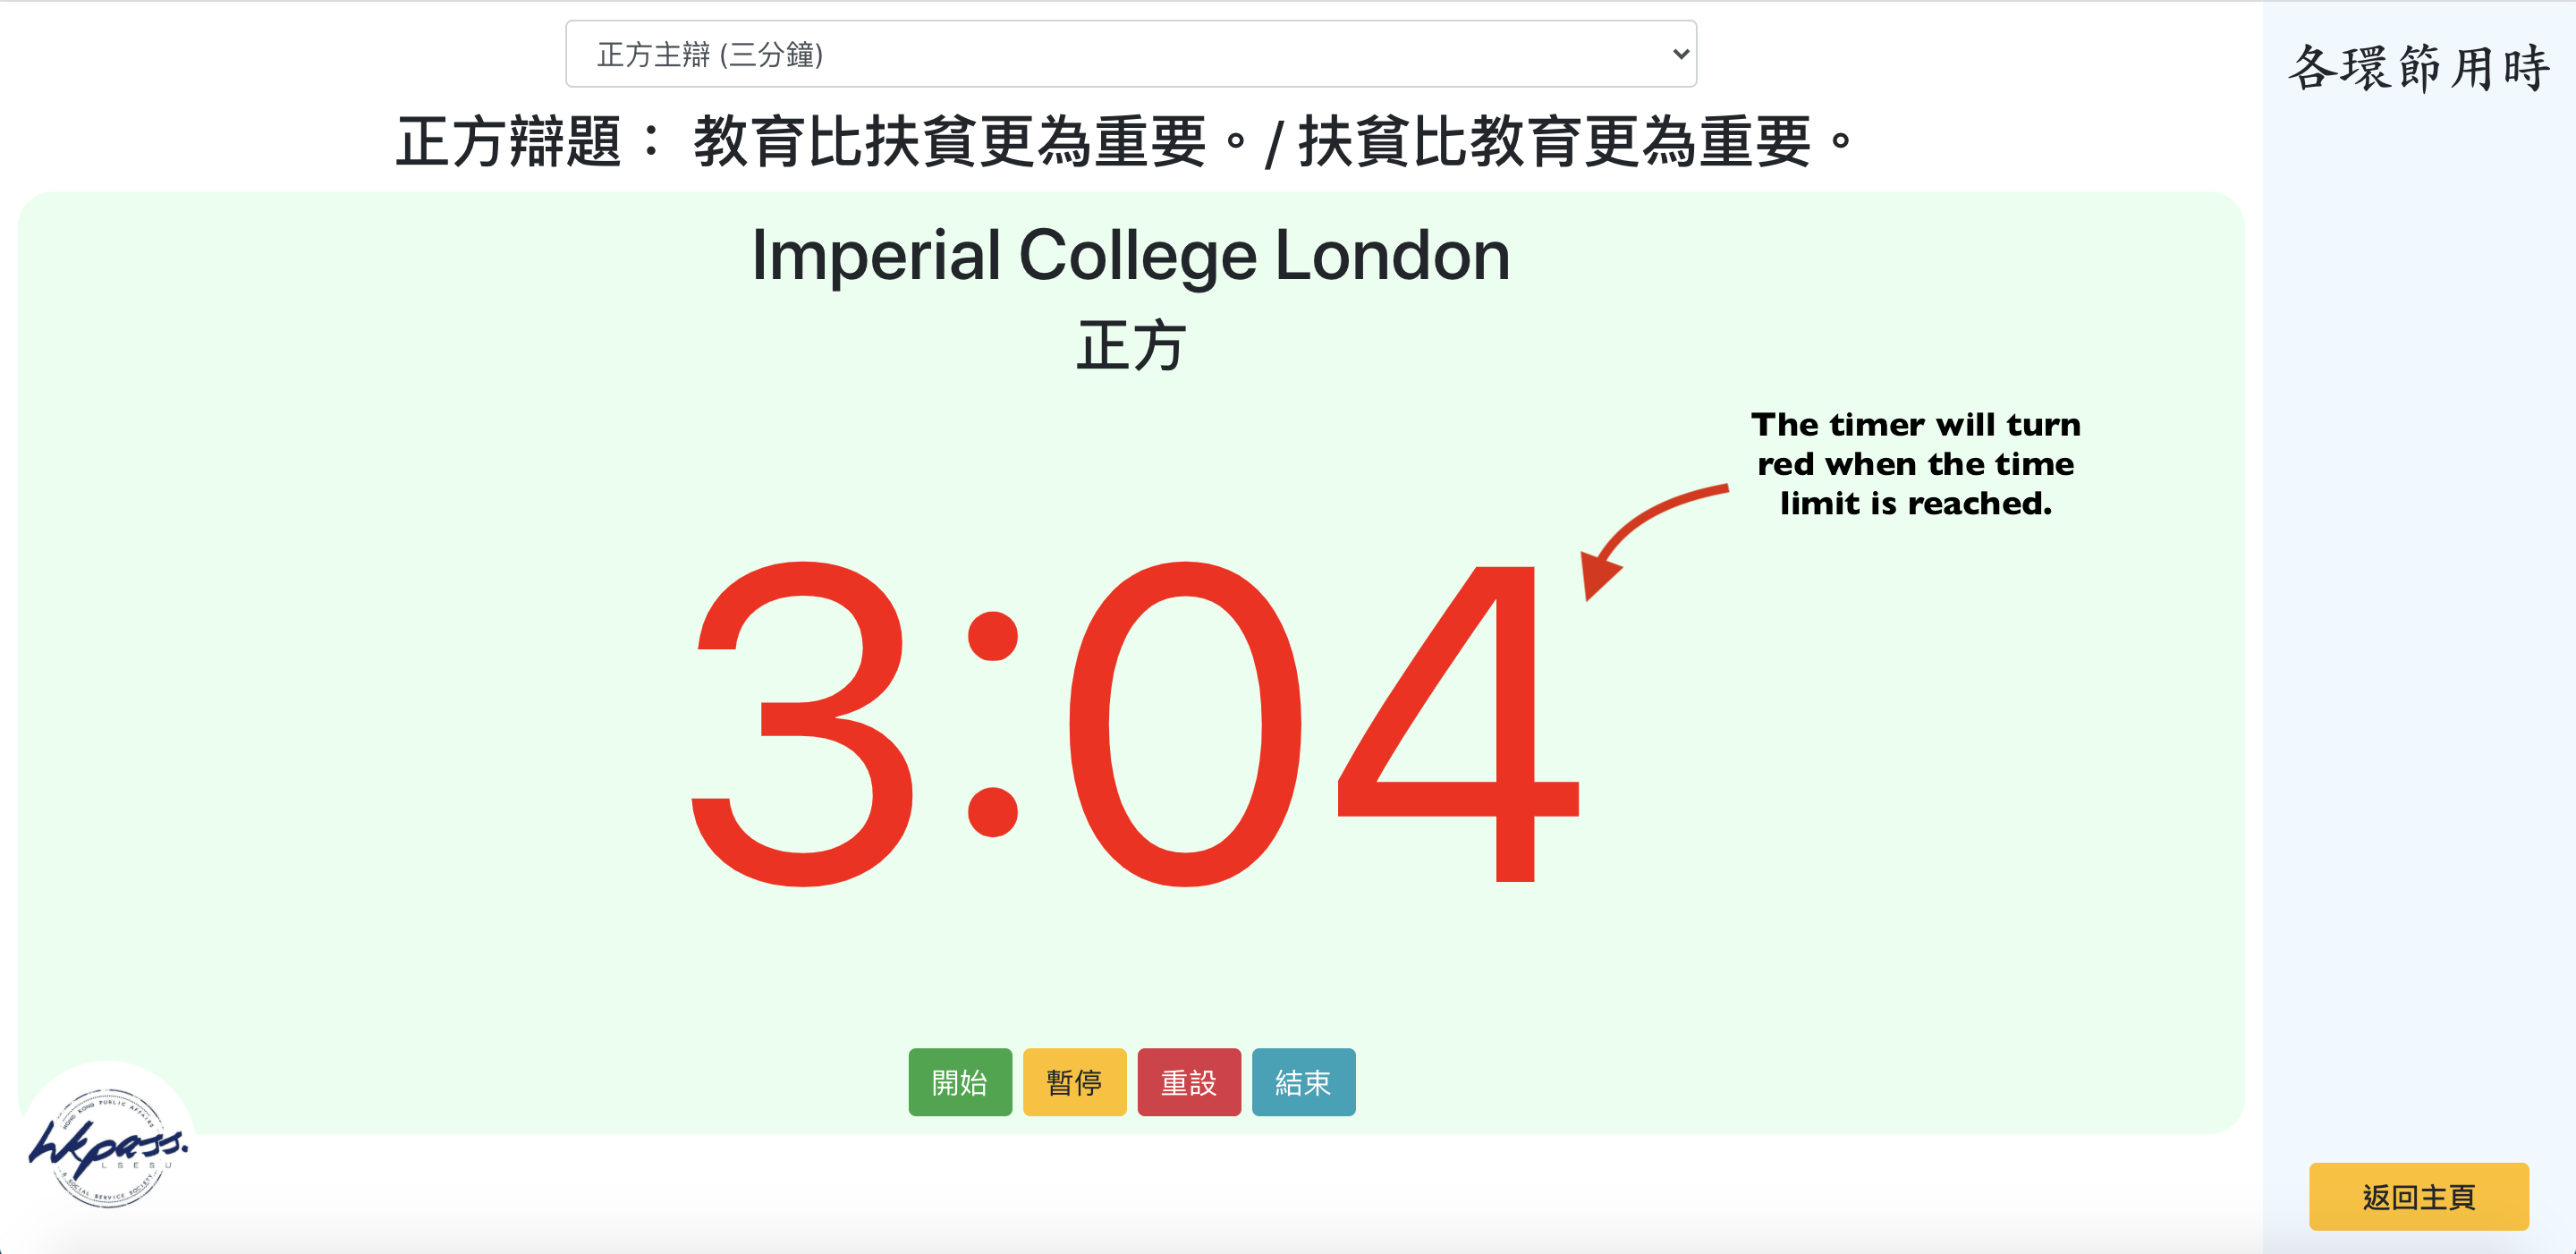 正方主辯 (三分鐘)
各環節用時
正方辯題： 教育比扶貧更為重要。/ 扶貧比教育更為重要。
Imperial College London
正方
The timer will turn
red when the time
limit is reached.
3:04
開始 暫停 重設 結束
HONG KONG PUBLIC AFFAIRS
hkpass.
LSESU
& SOCIAL SERVICE SOCIETY
返回主頁